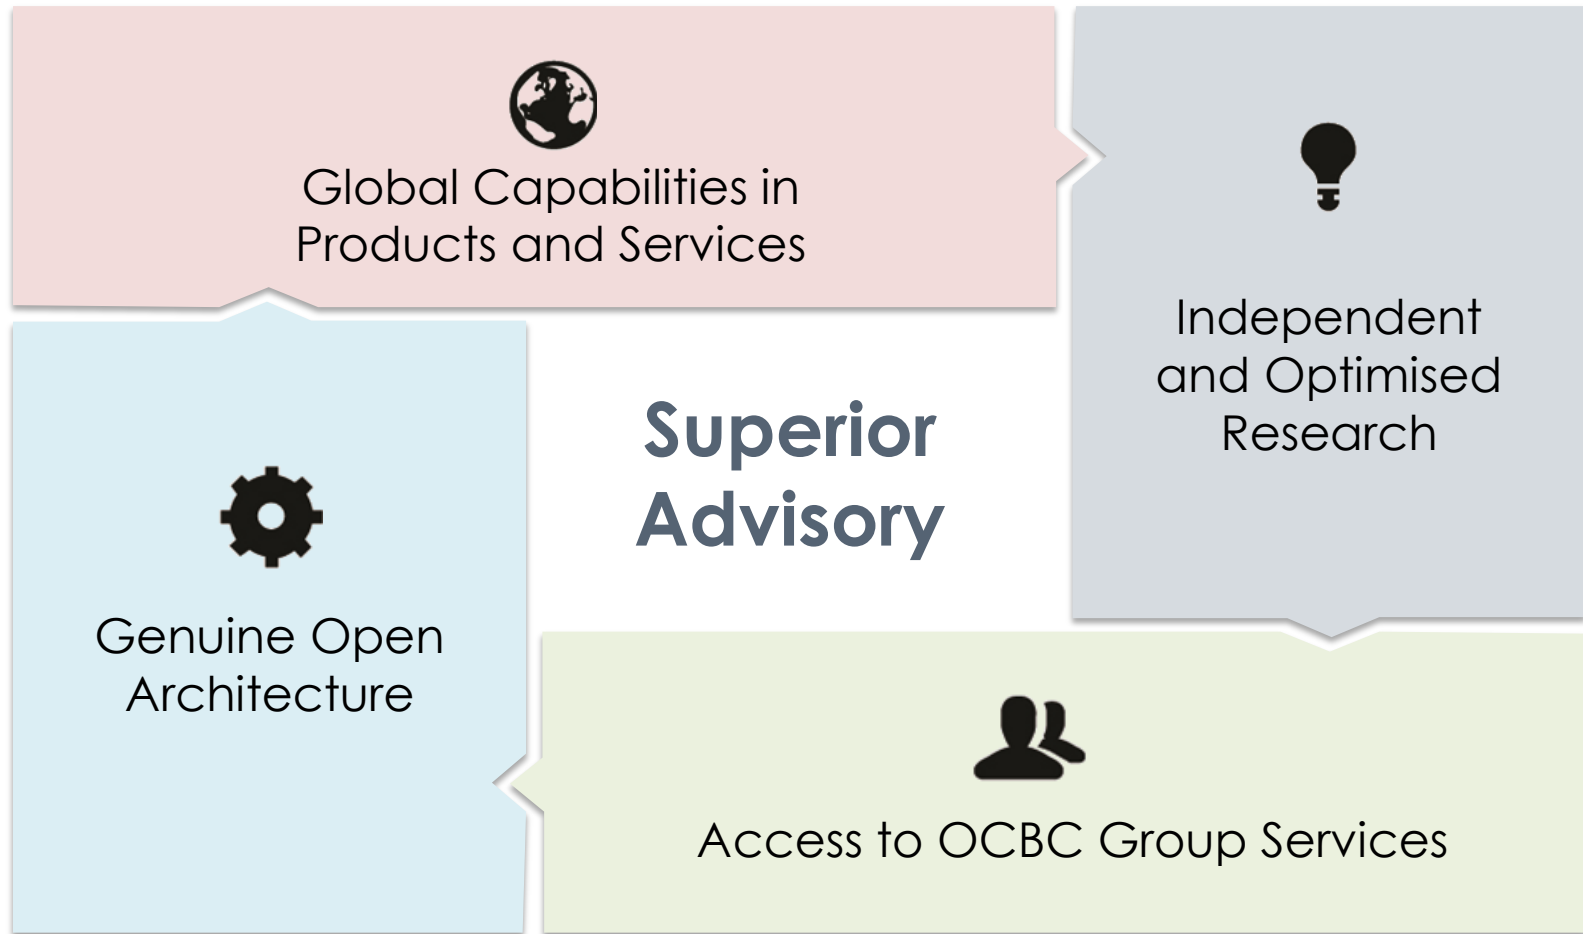 Global Capabilities in
Products and Services
Independent
and Optimised
Research
Superior
Advisory
Genuine Open
Architecture
Access to OCBC Group Services